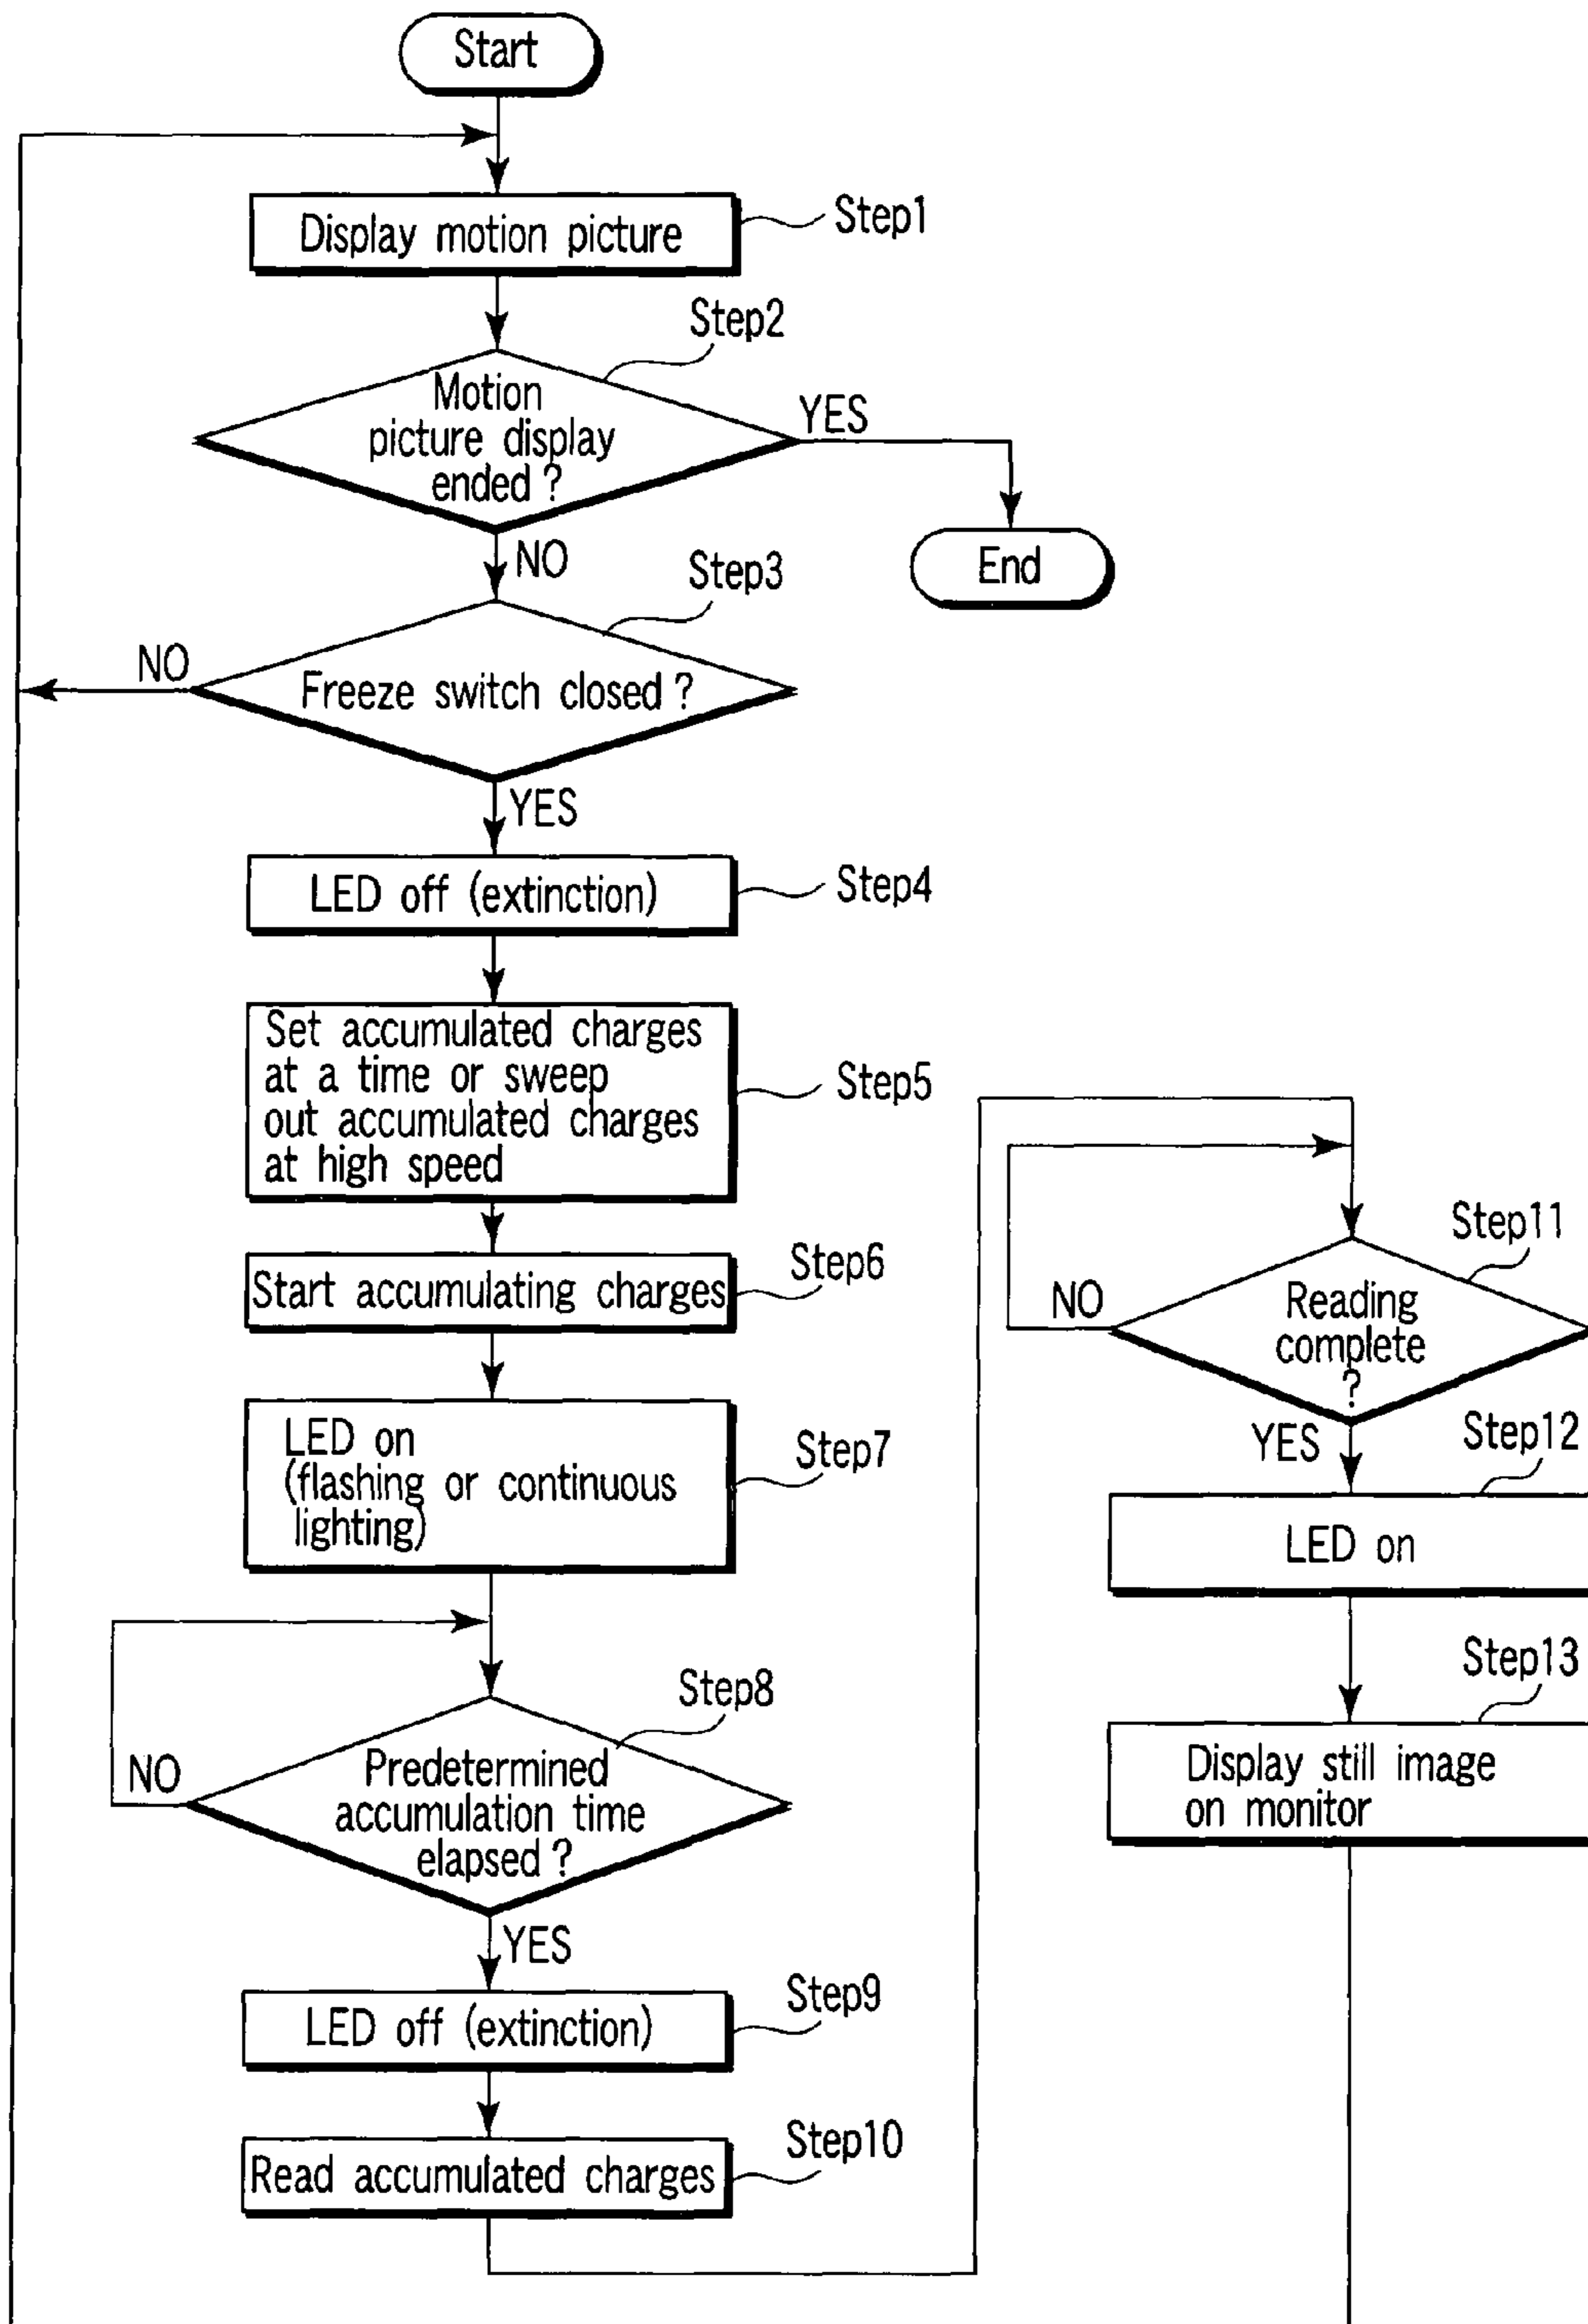 Start
Display motion picture
Step1
Step2
Motion
picture display
ended ?
YES
End
NO
Step3
Freeze switch closed ?
NO
YES
LED off (extinction)
Step4
Set accumulated charges
at a time or sweep
out accumulated charges
at high speed
Step5
Start accumulating charges
Step6
LED on
(flashing or continuous
lighting)
Step7
Step8
Predetermined
accumulation time
elapsed ?
NO
YES
LED off (extinction)
Step9
Read accumulated charges
Step10
Step11
Reading
complete
?
NO
YES
Step12
LED on
Step13
Display still image
on monitor